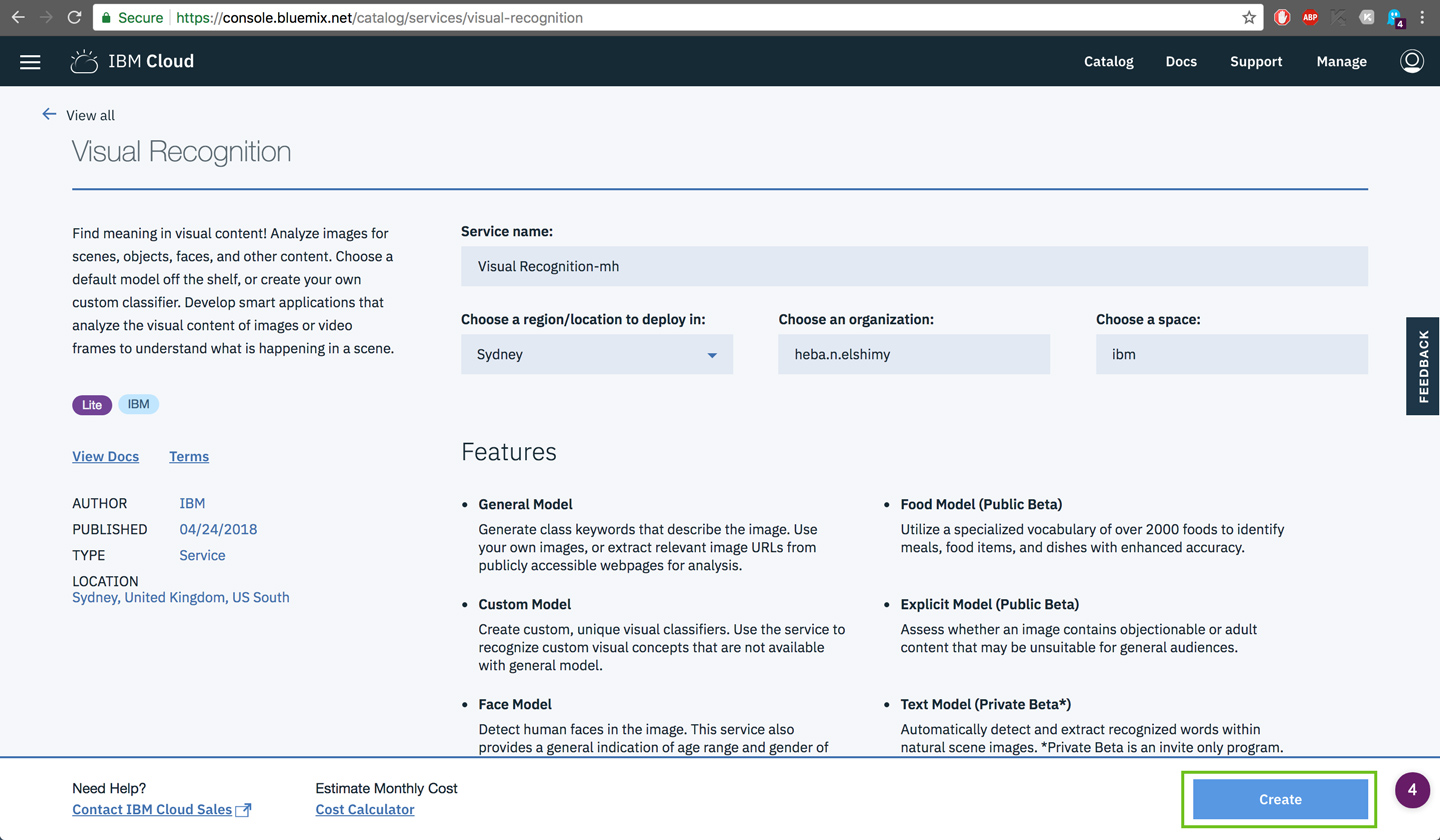 Secure https://console.bluemix.net/catalog/services/visual-recognition
ABP
4
IBM Cloud
Catalog Docs Support Manage
View all
Visual Recognition
Find meaning in visual content! Analyze images for
scenes, objects, faces, and other content. Choose a
default model off the shelf, or create your own
custom classifier. Develop smart applications that
analyze the visual content of images or video
frames to understand what is happening in a scene.
Lite IBM
View Docs Terms
AUTHOR IBM
PUBLISHED 04/24/2018
TYPE Service
LOCATION
Sydney, United Kingdom, US South
Service name:
Visual Recognition-mh
Choose a region/location to deploy in:
Sydney
Choose an organization:
heba.n.elshimy
Choose a space:
ibm
FEEDBACK
Features
General Model
Generate class keywords that describe the image. Use
your own images, or extract relevant image URLs from
publicly accessible webpages for analysis.
Food Model (Public Beta)
Utilize a specialized vocabulary of over 2000 foods to identify
meals, food items, and dishes with enhanced accuracy.
Custom Model
Create custom, unique visual classifiers. Use the service to
recognize custom visual concepts that are not available
with general model.
Explicit Model (Public Beta)
Assess whether an image contains objectionable or adult
content that may be unsuitable for general audiences.
Face Model
Detect human faces in the image. This service also
provides a general indication of age range and gender of
Text Model (Private Beta*)
Automatically detect and extract recognized words within
natural scene images. *Private Beta is an invite only program.
Need Help?
Contact IBM Cloud Sales
Estimate Monthly Cost
Cost Calculator
Create
4